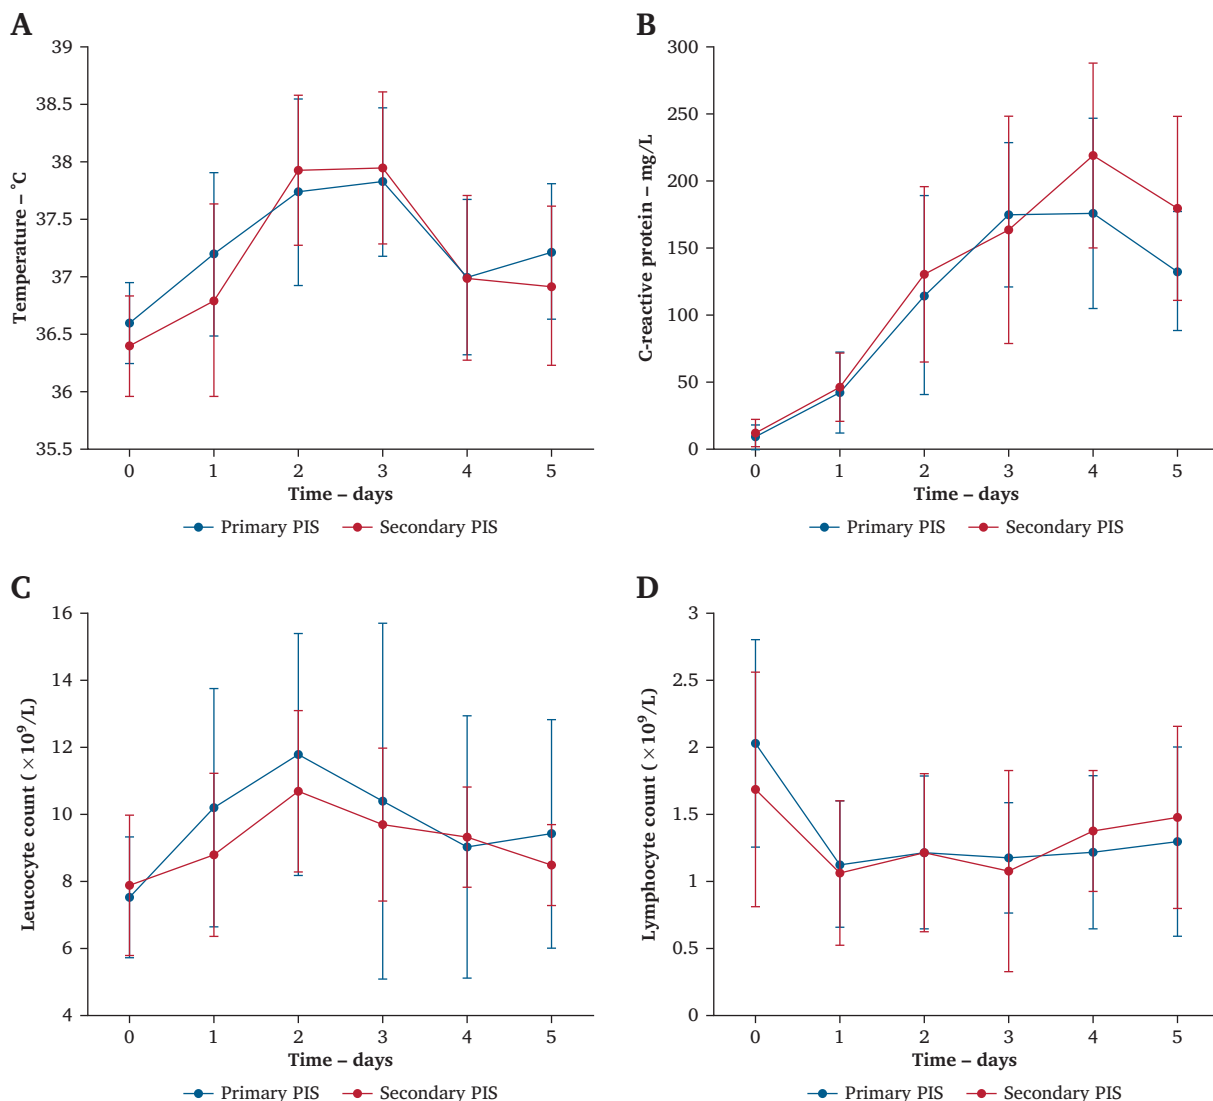 A
Temperature – °C
39
38.5
38
37.5
37
36.5
36
35.5
0 1 2 3 4 5
Time – days
Primary PIS Secondary PIS
B
C-reactive protein – mg/L
300
250
200
150
100
50
0
0 1 2 3 4 5
Time – days
Primary PIS Secondary PIS
C
Leucocyte count (×10⁹/L)
16
14
12
10
8
6
4
0 1 2 3 4 5
Time – days
Primary PIS Secondary PIS
D
Lymphocyte count (×10⁹/L)
3
2.5
2
1.5
1
0.5
0
0 1 2 3 4 5
Time – days
Primary PIS Secondary PIS